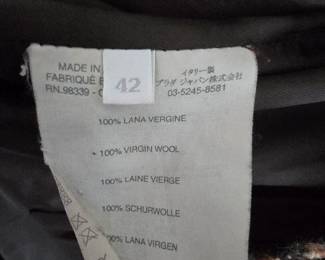 MADE IN
FABRIQUÉ
RN.98339 -
42
イタリー製
プラダ ジャパン株式会社
03-5245-8581
100% LANA VERGINE
100% VIRGIN WOOL
100% LAINE VIERGE
100% SCHURWOLLE
100% LANA VIRGEN